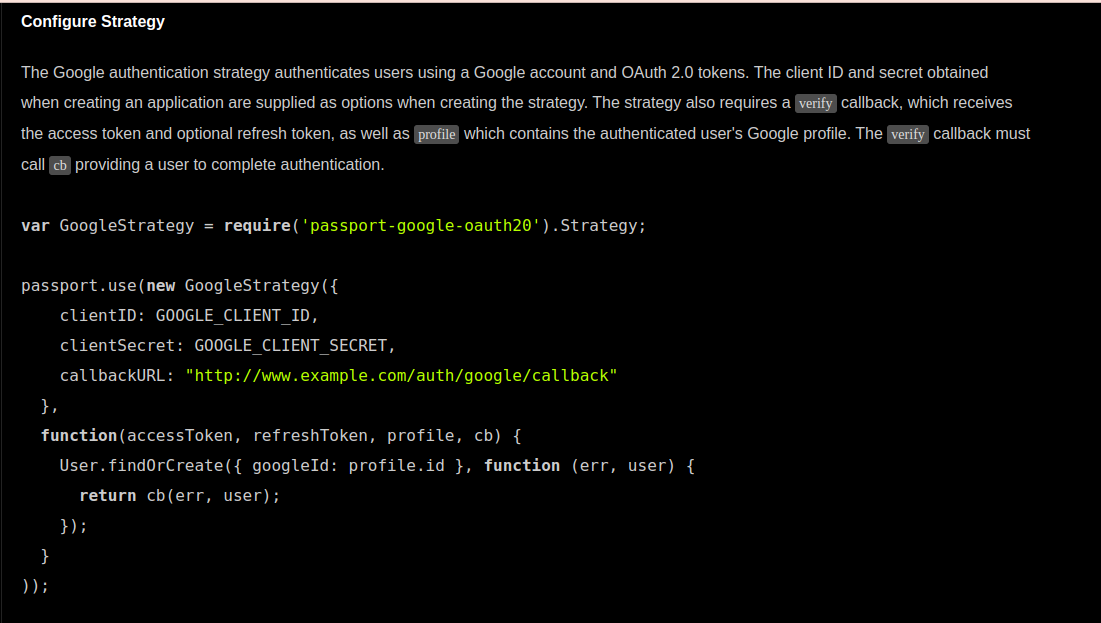 Configure Strategy
The Google authentication strategy authenticates users using a Google account and OAuth 2.0 tokens. The client ID and secret obtained
when creating an application are supplied as options when creating the strategy. The strategy also requires a verify callback, which receives
the access token and optional refresh token, as well as profile which contains the authenticated user's Google profile. The verify callback must
call cb providing a user to complete authentication.
var GoogleStrategy = require('passport-google-oauth20').Strategy;
passport.use(new GoogleStrategy({
    clientID: GOOGLE_CLIENT_ID,
    clientSecret: GOOGLE_CLIENT_SECRET,
    callbackURL: "http://www.example.com/auth/google/callback"
  },
  function(accessToken, refreshToken, profile, cb) {
    User.findOrCreate({ googleId: profile.id }, function (err, user) {
      return cb(err, user);
    });
  }
));